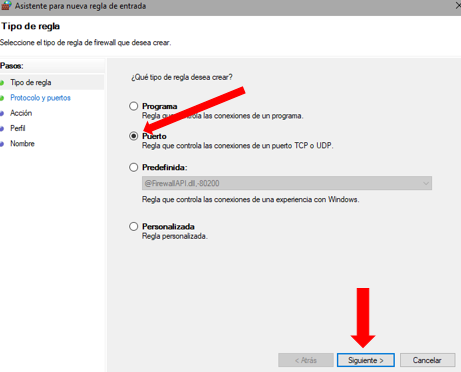 Asistente para nueva regla de entrada
Tipo de regla
Seleccione el tipo de regla de firewall que desea crear.
Pasos:
Tipo de regla
Protocolo y puertos
Acción
Perfil
Nombre
¿Qué tipo de regla desea crear?
Programa
Regla que controla las conexiones de un programa.
Puerto
Regla que controla las conexiones de un puerto TCP o UDP.
Predefinida:
@FirewallAPI.dll,-80200
Regla que controla las conexiones de una experiencia con Windows.
Personalizada
Regla personalizada.
< Atrás
Siguiente >
Cancelar